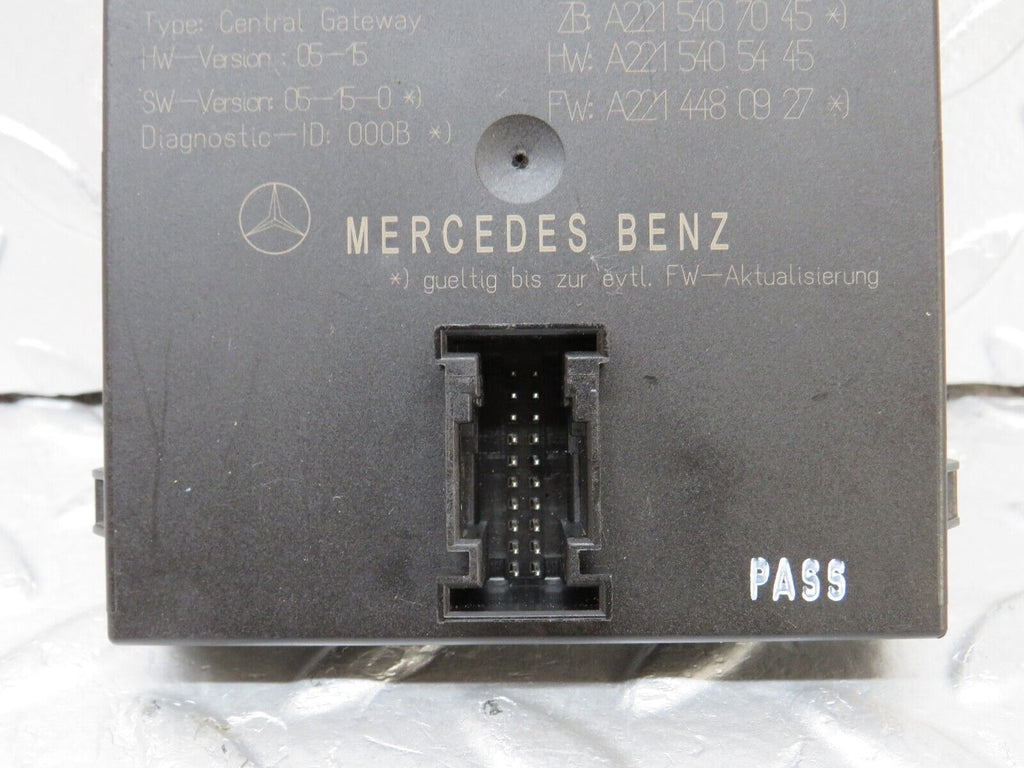 Type: Central Gateway
HW-Version: 05-15
SW-Version: 05-15-0 *)
Diagnostic-ID: 000B *)
ZB: A221 540 70 45 *)
HW: A221 540 54 45
FW: A221 448 09 27 *)
MERCEDES BENZ
*) gueltig bis zur evtl. FW-Aktualisierung
PASS